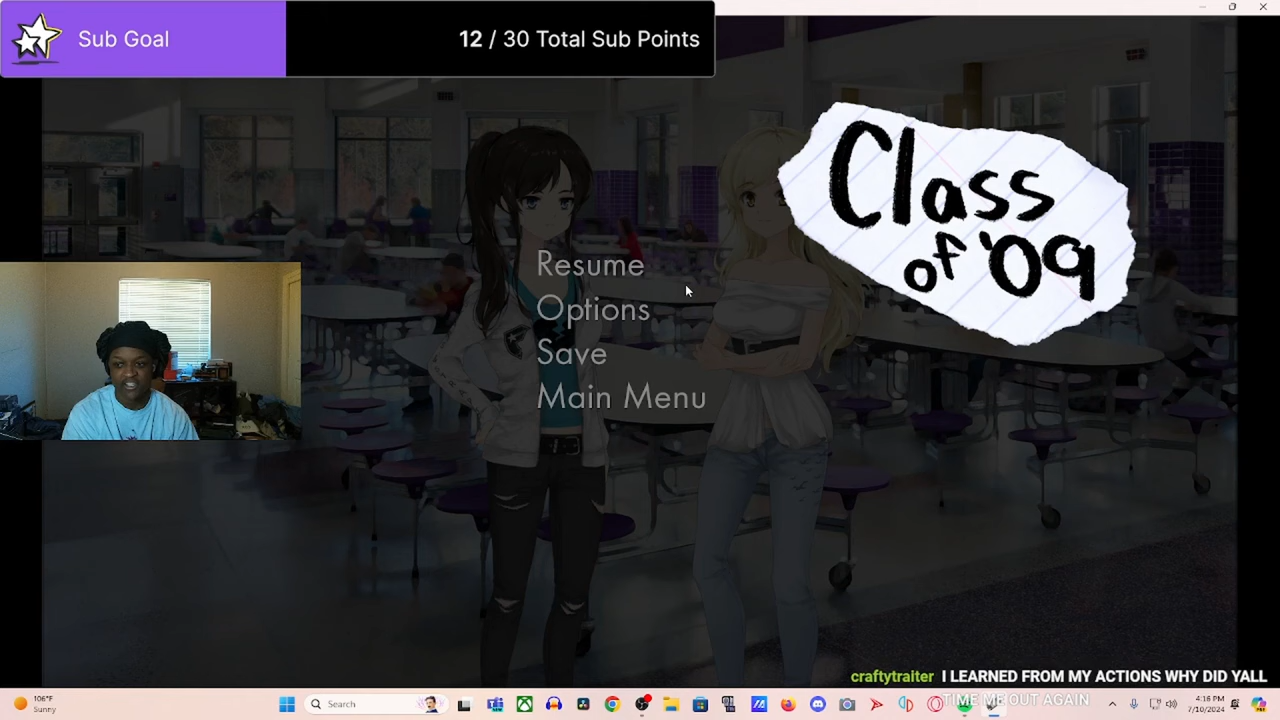 Sub Goal
12 / 30 Total Sub Points
Class
of '09
Resume
Options
Save
Main Menu
craftytraiter I LEARNED FROM MY ACTIONS WHY DID YALL
TIME ME OUT AGAIN
106°F
Sunny
Search
4:16 PM
7/10/2024